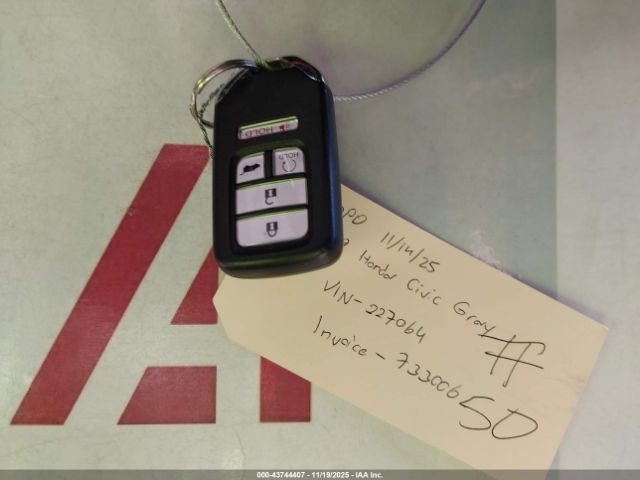 HOLD
HOLD
11/14/25
Honda Civic Gray
VIN-227064
Invoice - 733006
# 50
000-43744407 - 11/19/2025 - IAA Inc.